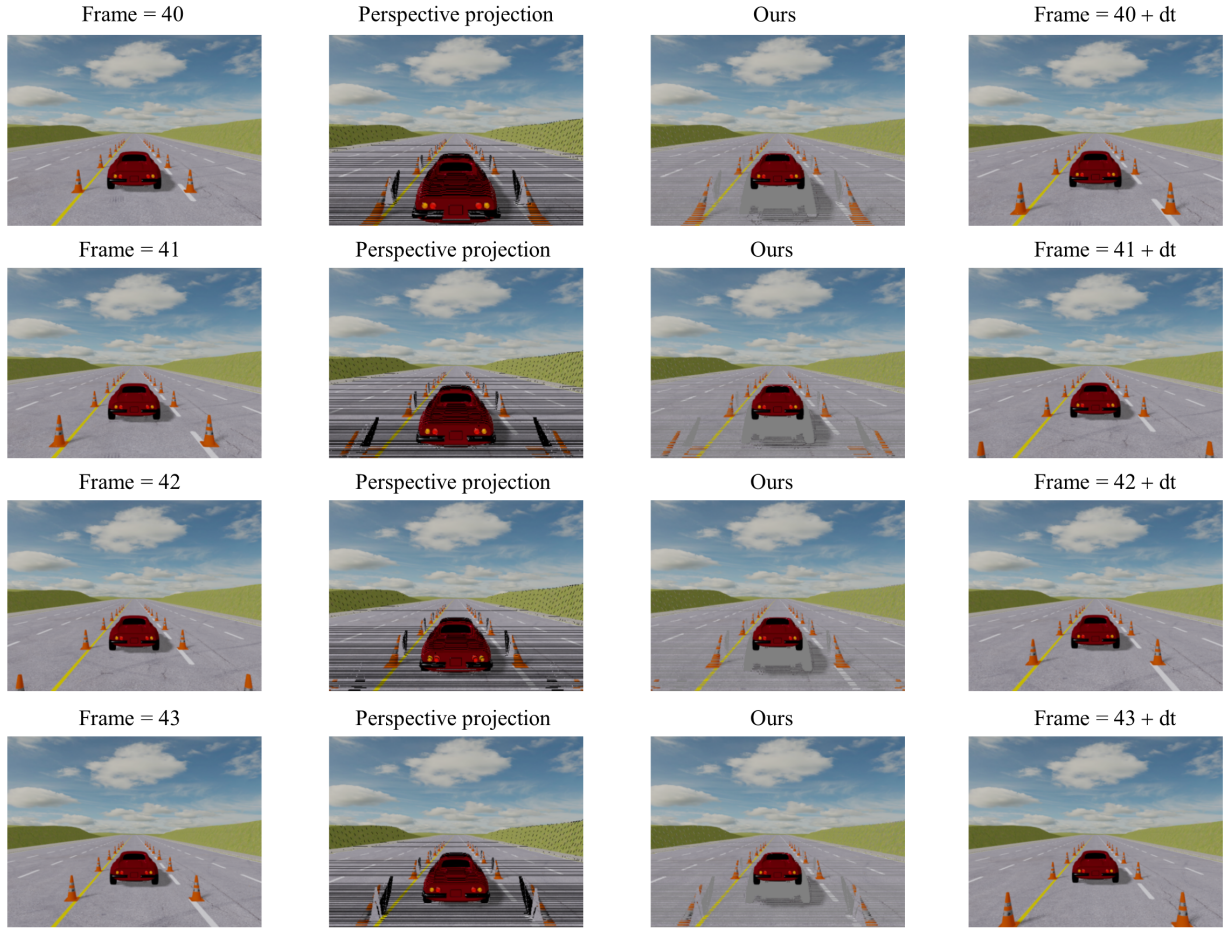 Frame = 40 Perspective projection Ours Frame = 40 + dt
Frame = 41 Perspective projection Ours Frame = 41 + dt
Frame = 42 Perspective projection Ours Frame = 42 + dt
Frame = 43 Perspective projection Ours Frame = 43 + dt